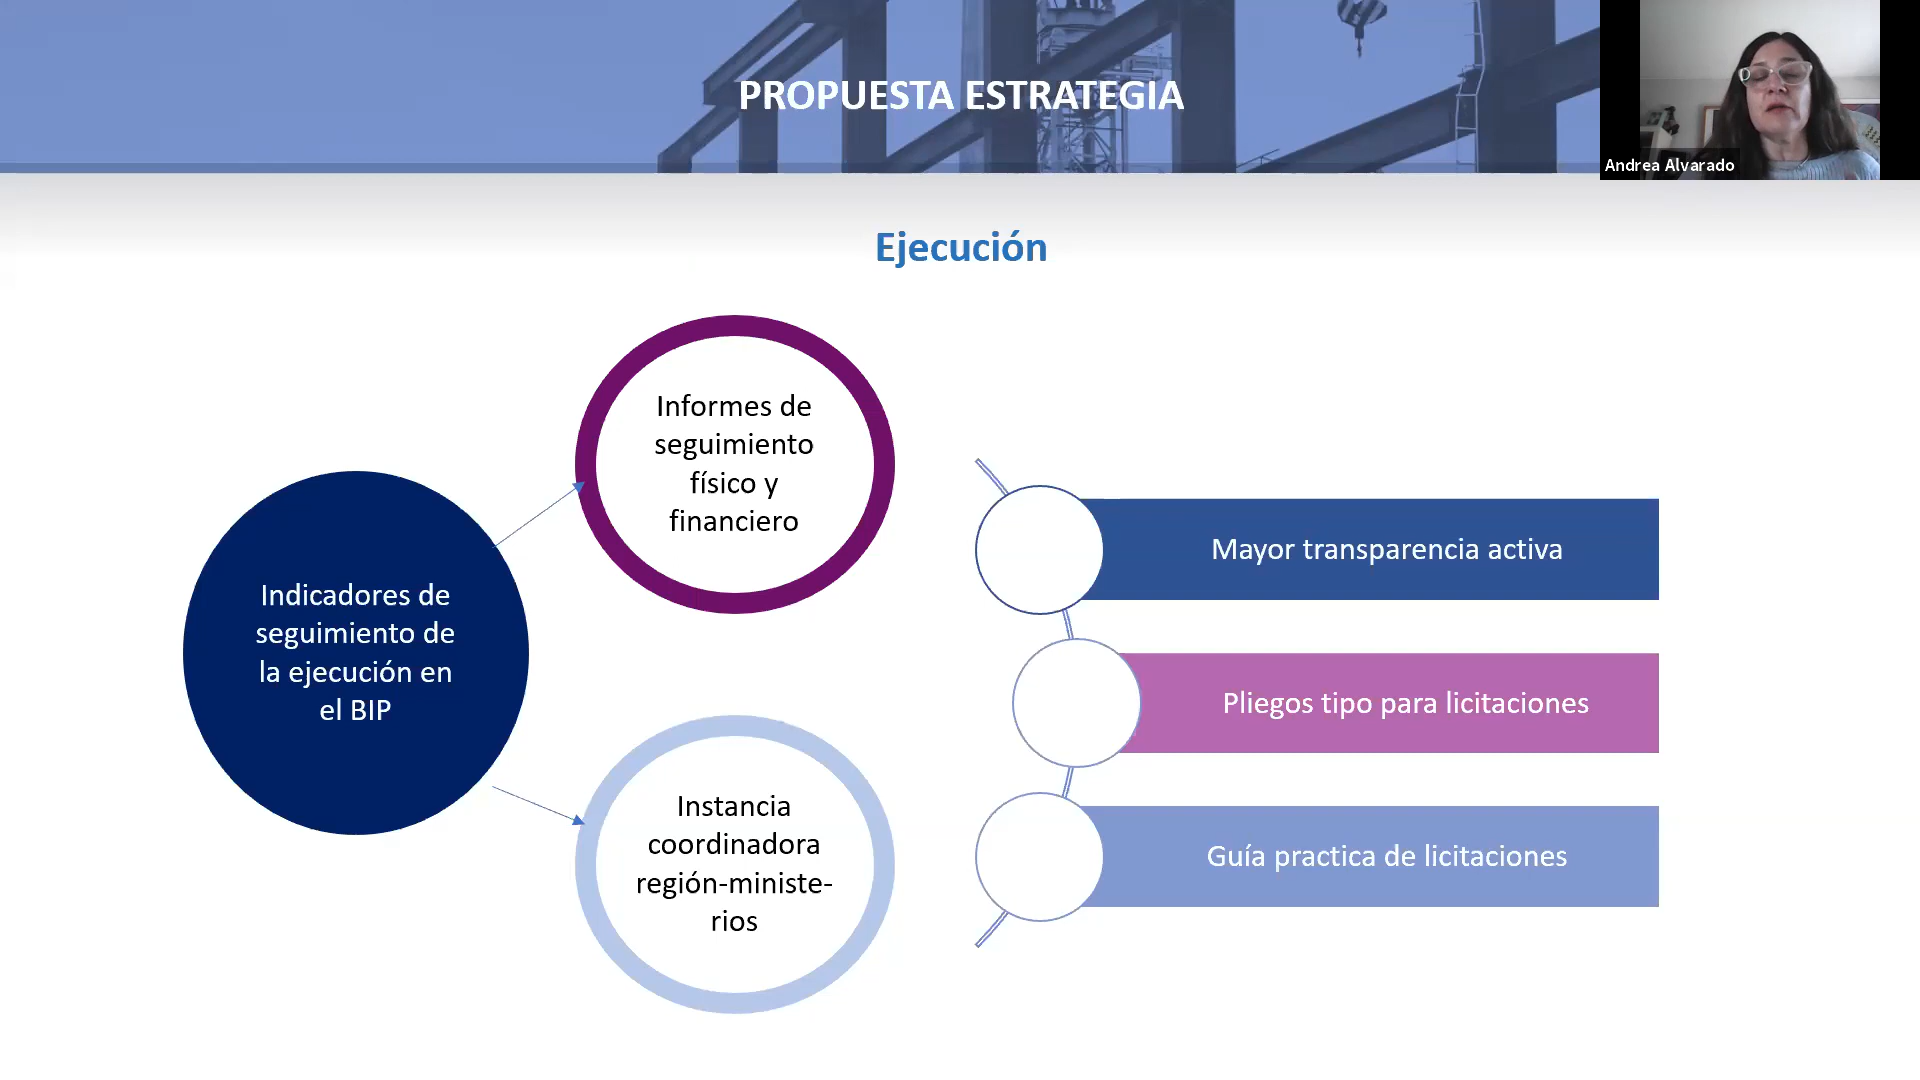 PROPUESTA ESTRATEGIA
Andrea Alvarado
Ejecución
Indicadores de
seguimiento de
la ejecución en
el BIP
Informes de
seguimiento
físico y
financiero
Instancia
coordinadora
región-ministe-
rios
Mayor transparencia activa
Pliegos tipo para licitaciones
Guía practica de licitaciones